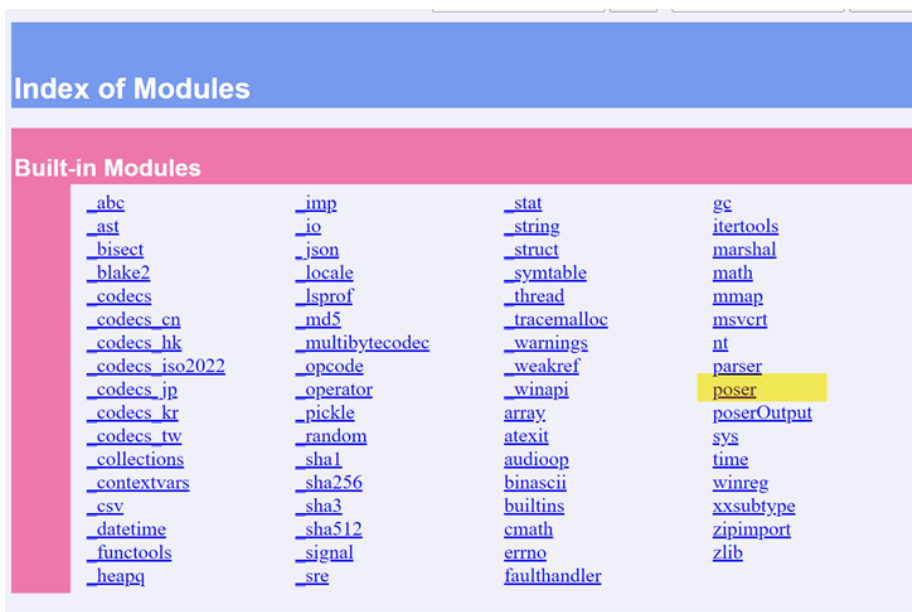 Index of Modules
Built-in Modules
_abc _imp _stat gc
_ast _io _string itertools
_bisect _json _struct marshal
_blake2 _locale _symtable math
_codecs _lsprof _thread mmap
_codecs_cn _md5 _tracemalloc msvcrt
_codecs_hk _multibytecodec _warnings nt
_codecs_iso2022 _opcode _weakref parser
_codecs_jp _operator _winapi poser
_codecs_kr _pickle array poserOutput
_codecs_tw _random atexit sys
_collections _sha1 audioop time
_contextvars _sha256 binascii winreg
_csv _sha3 builtins xxsubtype
_datetime _sha512 cmath zipimport
_functools _signal errno zlib
_heapq _sre faulthandler